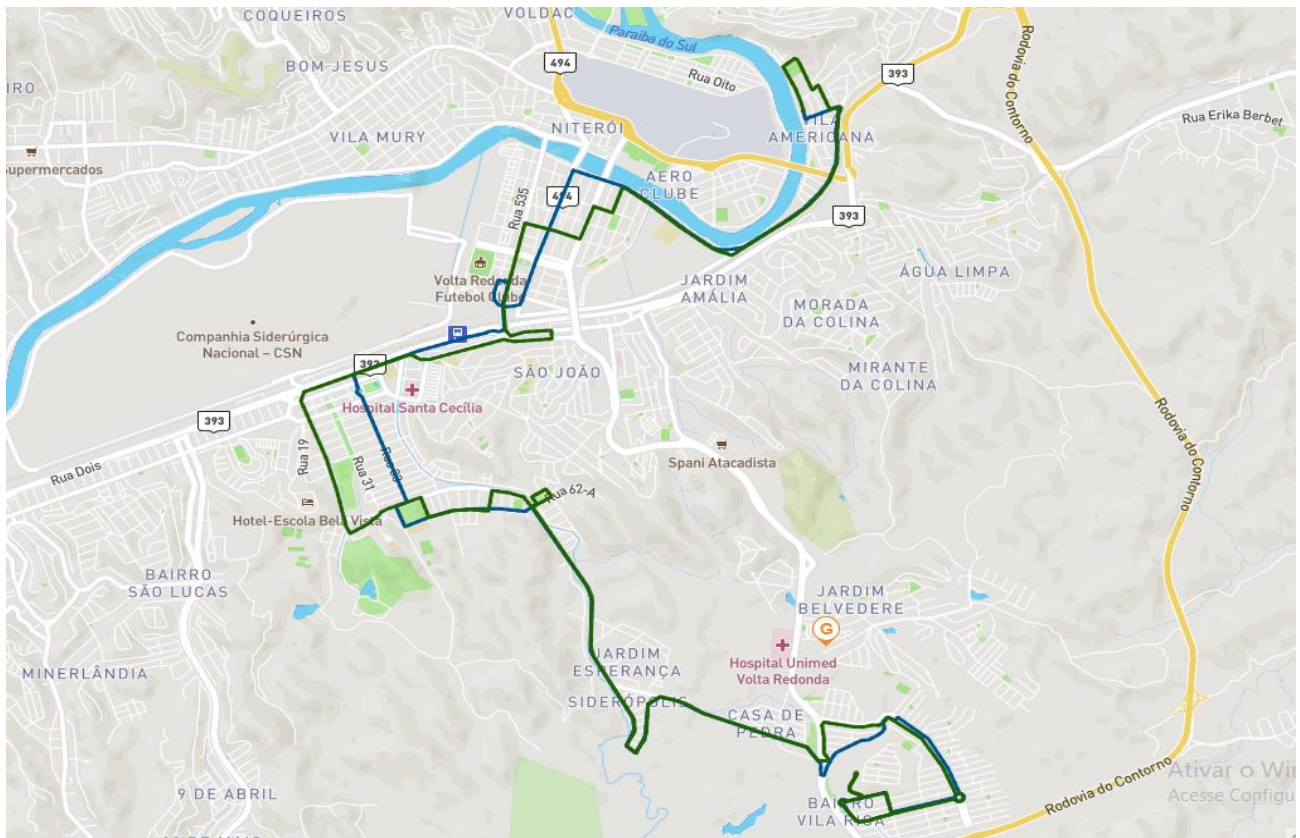 COQUEIROS
VOLDAC
Paraíba do Sul
BOM JESUS
494
Rua Oito
393
Rodovia do Contorno
IRO
VILA MURY
NITERÓI
VILA
AMERICANA
Rua Erika Berbet
Supermercados
AERO
CLUBE
494
Rua 535
393
Volta Redonda
Futebol Clube
JARDIM
AMÁLIA
ÁGUA LIMPA
MORADA
DA COLINA
Companhia Siderúrgica
Nacional – CSN
393
SÃO JOÃO
MIRANTE
DA COLINA
Hospital Santa Cecília
393
Rua Dois
Rua 19
Rua 31
Rodovia do Contorno
Spani Atacadista
Rua 62-A
Hotel-Escola Bela Vista
BAIRRO
SÃO LUCAS
JARDIM
BELVEDERE
G
MINERLÂNDIA
JARDIM
ESPERANÇA
Hospital Unimed
Volta Redonda
SIDERÓPOLIS
CASA DE
PEDRA
9 DE ABRIL
BAIRRO
VILA RICA
Rodovia do Contorno
Ativar o Win
Acesse Configu